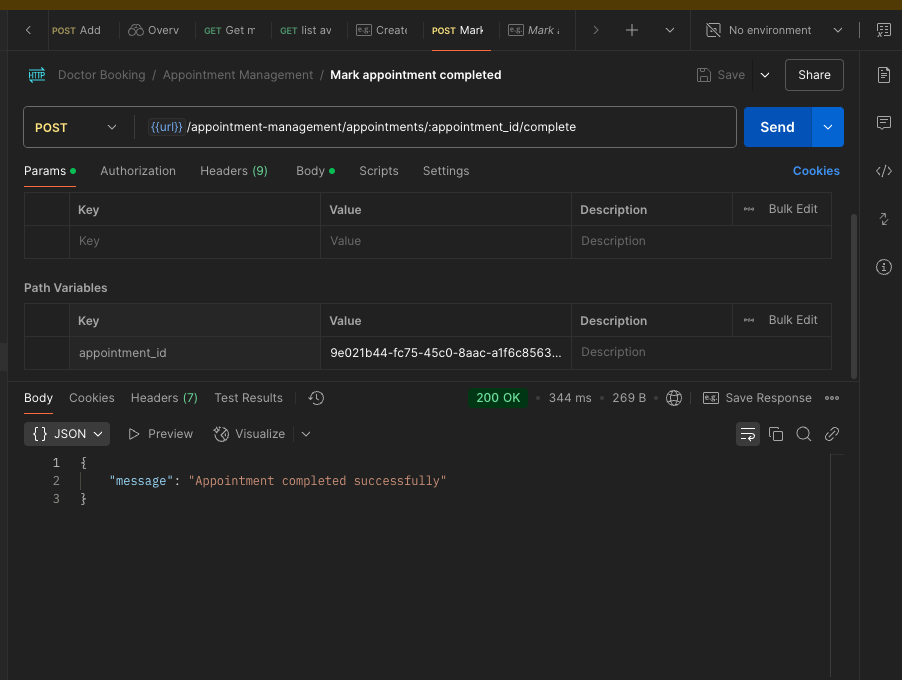 POST Add Overv GET Get m GET list av e.g. Create POST Mark e.g. Mark No environment
HTTP Doctor Booking / Appointment Management / Mark appointment completed Save Share
POST {{url}}/appointment-management/appointments/:appointment_id/complete Send
Params Authorization Headers (9) Body Scripts Settings Cookies
Key Value Description Bulk Edit
Key Value Description
Path Variables
Key Value Description Bulk Edit
appointment_id 9e021b44-fc75-45c0-8aac-a1f6c8563... Description
Body Cookies Headers (7) Test Results 200 OK • 344 ms • 269 B • e.g. Save Response
{} JSON Preview Visualize
1 {
2 "message": "Appointment completed successfully"
3 }